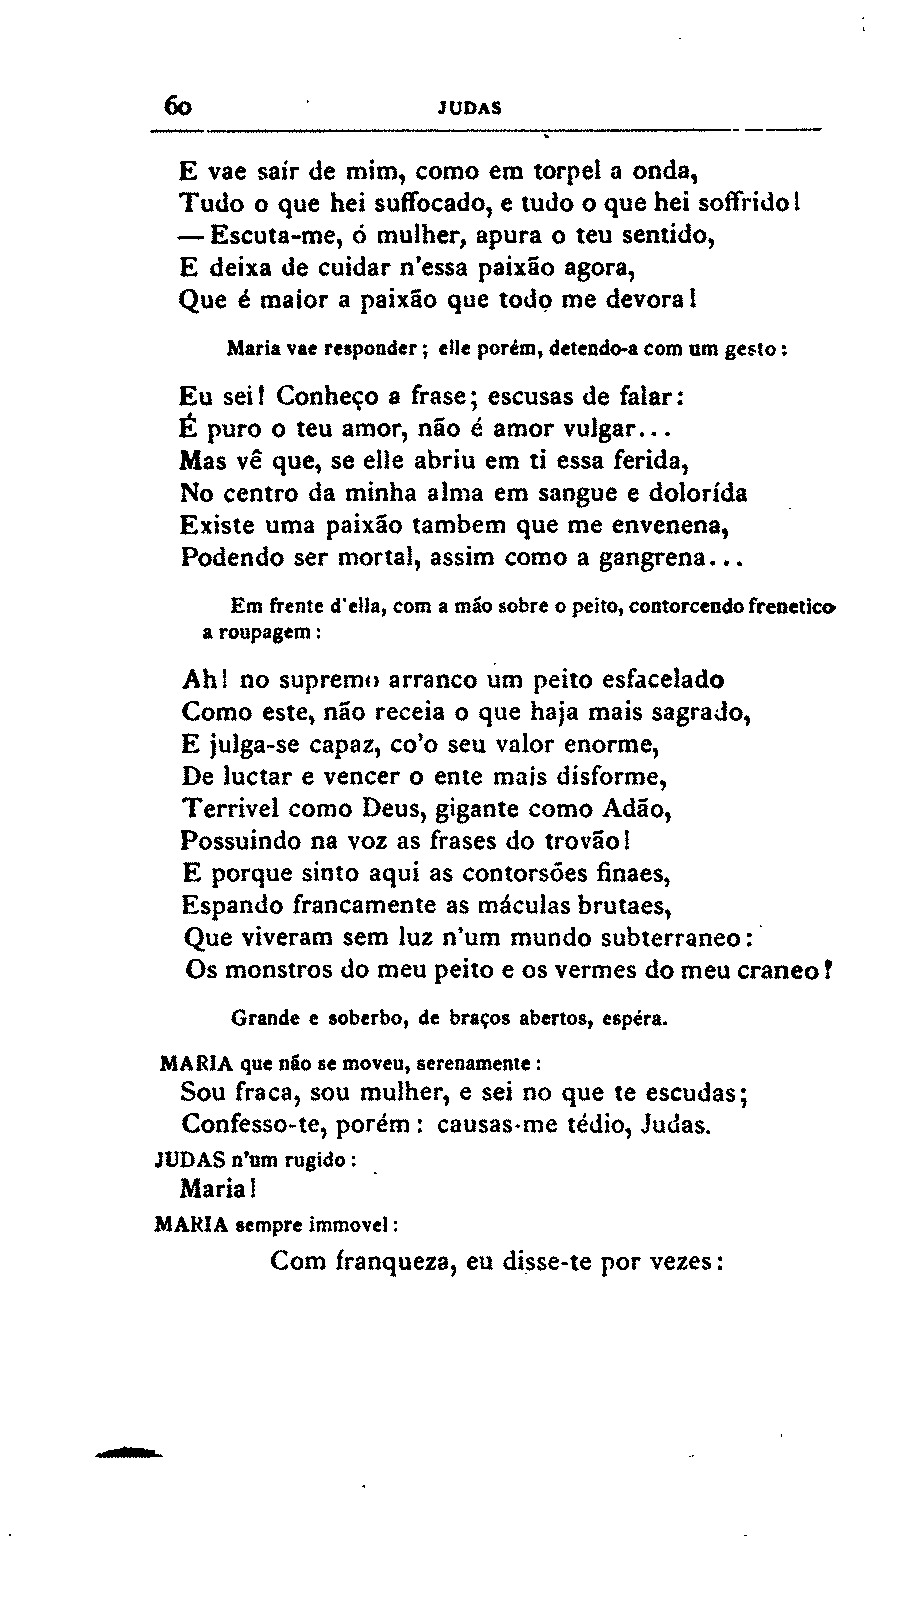 60 JUDAS
E vae saír de mim, como em torpel a onda,
Tudo o que hei suffocado, e tudo o que hei soffrido!
— Escuta-me, ó mulher, apura o teu sentido,
E deixa de cuidar n'essa paixão agora,
Que é maior a paixão que todo me devora!
Maria vae responder; elle porém, detendo-a com um gesto:
Eu sei! Conheço a frase; escusas de falar:
É puro o teu amor, não é amor vulgar...
Mas vê que, se elle abriu em ti essa ferida,
No centro da minha alma em sangue e dolorída
Existe uma paixão tambem que me envenena,
Podendo ser mortal, assim como a gangrena...
Em frente d'ella, com a mão sobre o peito, contorcendo frenetico
a roupagem:
Ah! no supremo arranco um peito esfacelado
Como este, não receia o que haja mais sagrado,
E julga-se capaz, co'o seu valor enorme,
De luctar e vencer o ente mais disforme,
Terrivel como Deus, gigante como Adão,
Possuindo na voz as frases do trovão!
E porque sinto aqui as contorsões finaes,
Espando francamente as máculas brutaes,
Que viveram sem luz n'um mundo subterraneo:
Os monstros do meu peito e os vermes do meu craneo!
Grande e soberbo, de braços abertos, espéra.
MARIA que não se moveu, serenamente:
Sou fraca, sou mulher, e sei no que te escudas;
Confesso-te, porém: causas-me tédio, Judas.
JUDAS n'um rugido:
Maria!
MARIA sempre immovel:
Com franqueza, eu disse-te por vezes: